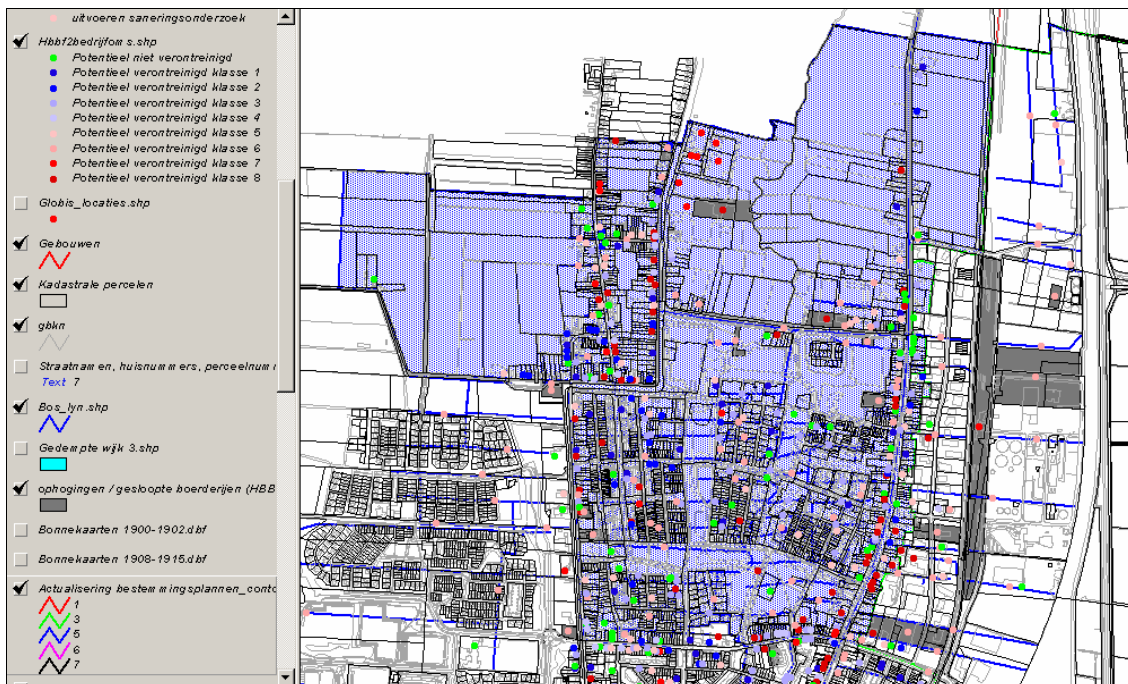 uitvoeren saneringsonderzoek
Hbbf2bedrijfoms.shp
Potentieel niet verontreinigd
Potentieel verontreinigd klasse 1
Potentieel verontreinigd klasse 2
Potentieel verontreinigd klasse 3
Potentieel verontreinigd klasse 4
Potentieel verontreinigd klasse 5
Potentieel verontreinigd klasse 6
Potentieel verontreinigd klasse 7
Potentieel verontreinigd klasse 8
Globis_locaties.shp
Gebouwen
Kadastrale percelen
gbkn
Straatnamen, huisnummers, perceelnum
Text 7
Bos_lyn.shp
Gedempte wijk 3.shp
ophogingen / gesloopte boerderijen (HBB
Bonnekaarten 1900-1902.dbf
Bonnekaarten 1908-1915.dbf
Actualisering bestemmingsplannen_conto
1
3
5
6
7